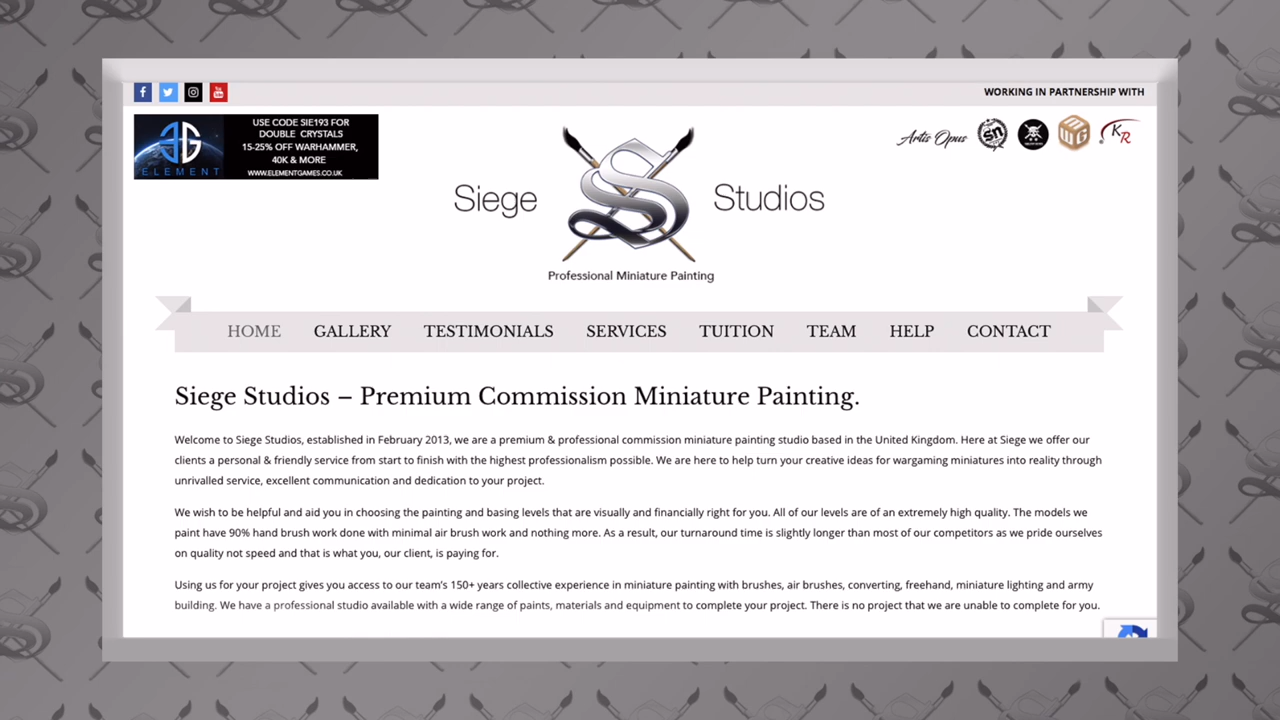 WORKING IN PARTNERSHIP WITH
USE CODE SIE193 FOR
DOUBLE CRYSTALS
15-25% OFF WARHAMMER,
40K & MORE
WWW.ELEMENTGAMES.CO.UK
EG
ELEMENT
Artis Opus
KR
Siege S Studios
Professional Miniature Painting
HOME GALLERY TESTIMONIALS SERVICES TUITION TEAM HELP CONTACT
Siege Studios – Premium Commission Miniature Painting.
Welcome to Siege Studios, established in February 2013, we are a premium & professional commission miniature painting studio based in the United Kingdom. Here at Siege we offer our
clients a personal & friendly service from start to finish with the highest professionalism possible. We are here to help turn your creative ideas for wargaming miniatures into reality through
unrivalled service, excellent communication and dedication to your project.
We wish to be helpful and aid you in choosing the painting and basing levels that are visually and financially right for you. All of our levels are of an extremely high quality. The models we
paint have 90% hand brush work done with minimal air brush work and nothing more. As a result, our turnaround time is slightly longer than most of our competitors as we pride ourselves
on quality not speed and that is what you, our client, is paying for.
Using us for your project gives you access to our team’s 150+ years collective experience in miniature painting with brushes, air brushes, converting, freehand, miniature lighting and army
building. We have a professional studio available with a wide range of paints, materials and equipment to complete your project. There is no project that we are unable to complete for you.